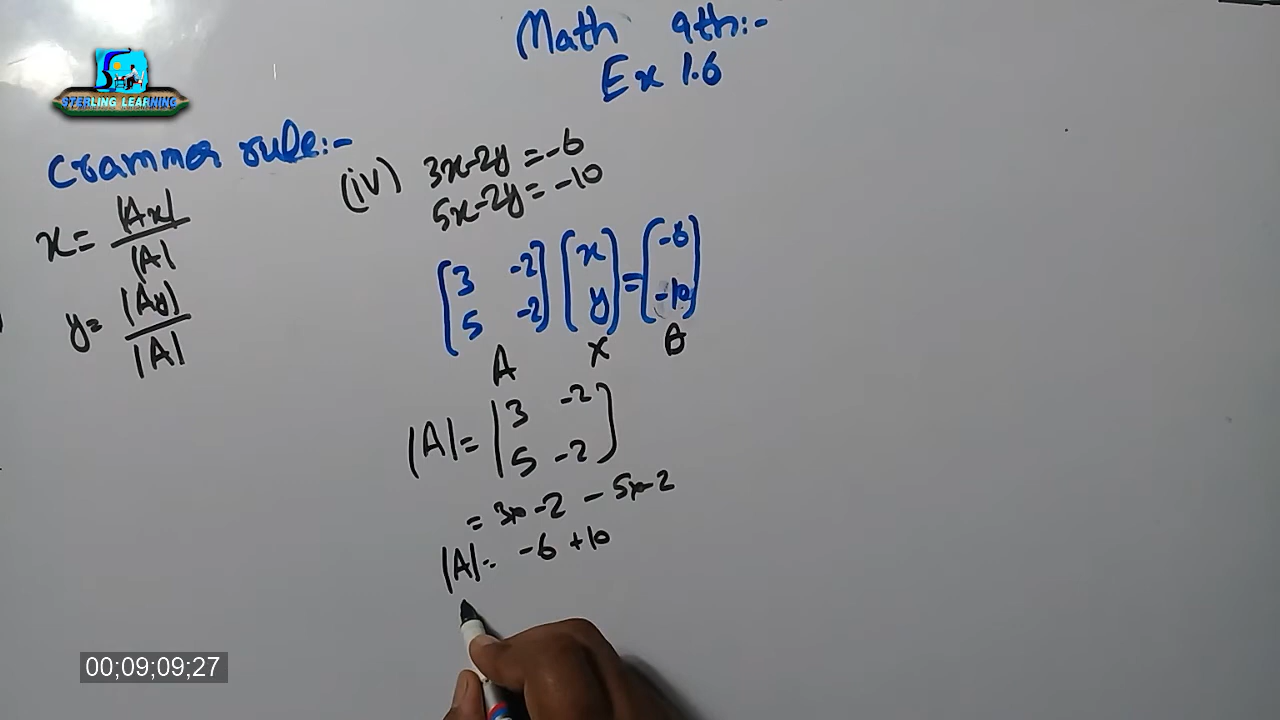 Math 9th:-
Ex 1.6
STERLING LEARNING
Crammer rule:-
x = |Ax| / |A|
y = |Ay| / |A|
(iv) 3x-2y = -6
5x-2y = -10
[3 -2] [x] = [-6]
[5 -2] [y] [-10]
A X B
|A| = |3 -2|
|5 -2|
= 3x-2 - 5x-2
|A| = -6 +10
00;09;09;27